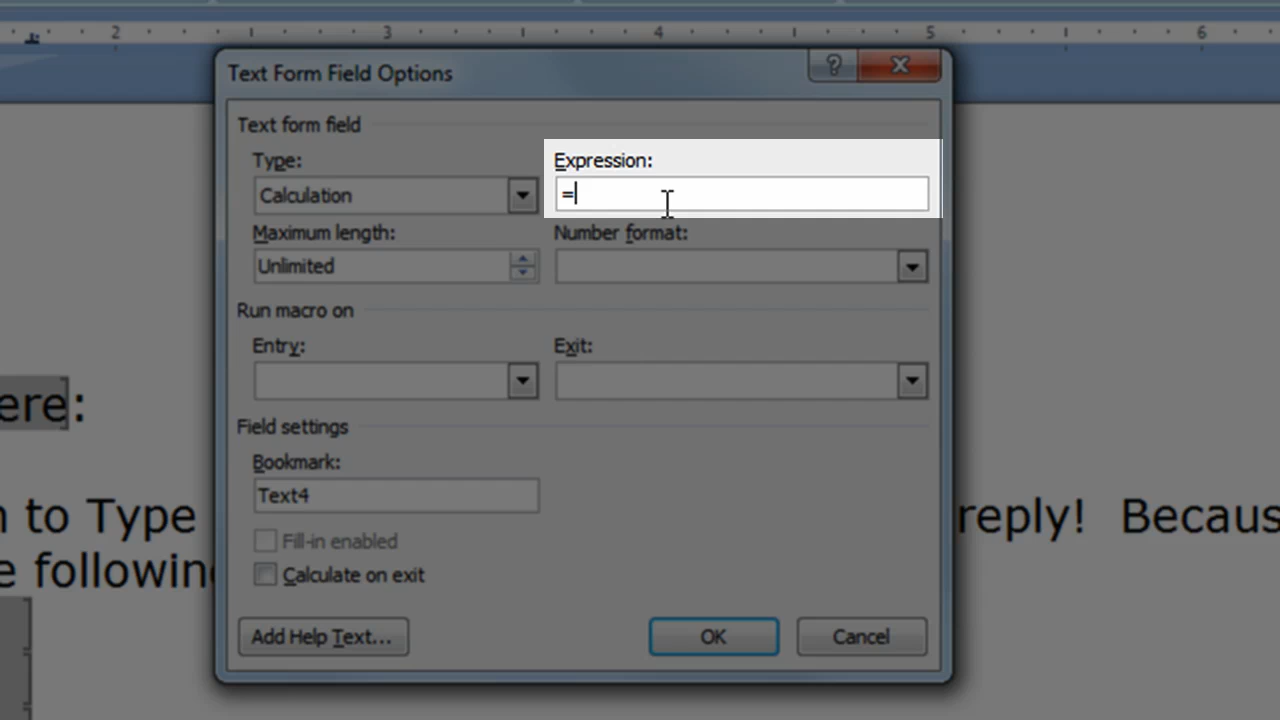 2 3 4 5 6
Text Form Field Options
Text form field
Type: Expression:
Calculation =
Maximum length: Number format:
Unlimited
Run macro on
Entry: Exit:
Field settings
Bookmark:
Text4
Fill-in enabled
Calculate on exit
Add Help Text... OK Cancel
ere:
to Type reply! Becaus
e following